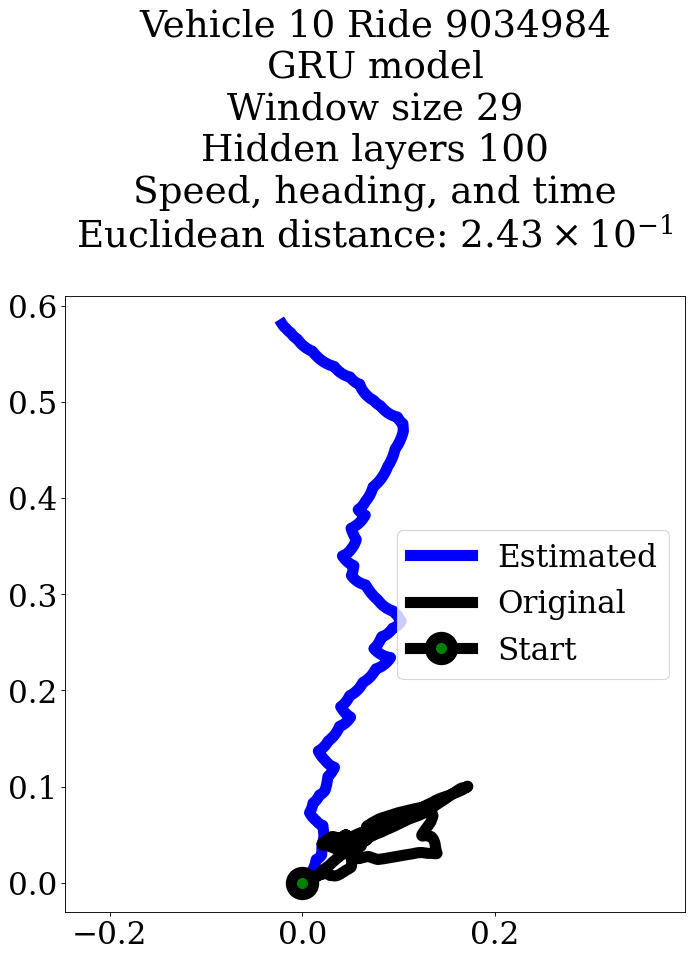 Vehicle 10 Ride 9034984
GRU model
Window size 29
Hidden layers 100
Speed, heading, and time
Euclidean distance: 2.43 × 10⁻¹
0.6
0.5
0.4
0.3
0.2
0.1
0.0
Estimated
Original
Start
−0.2 0.0 0.2